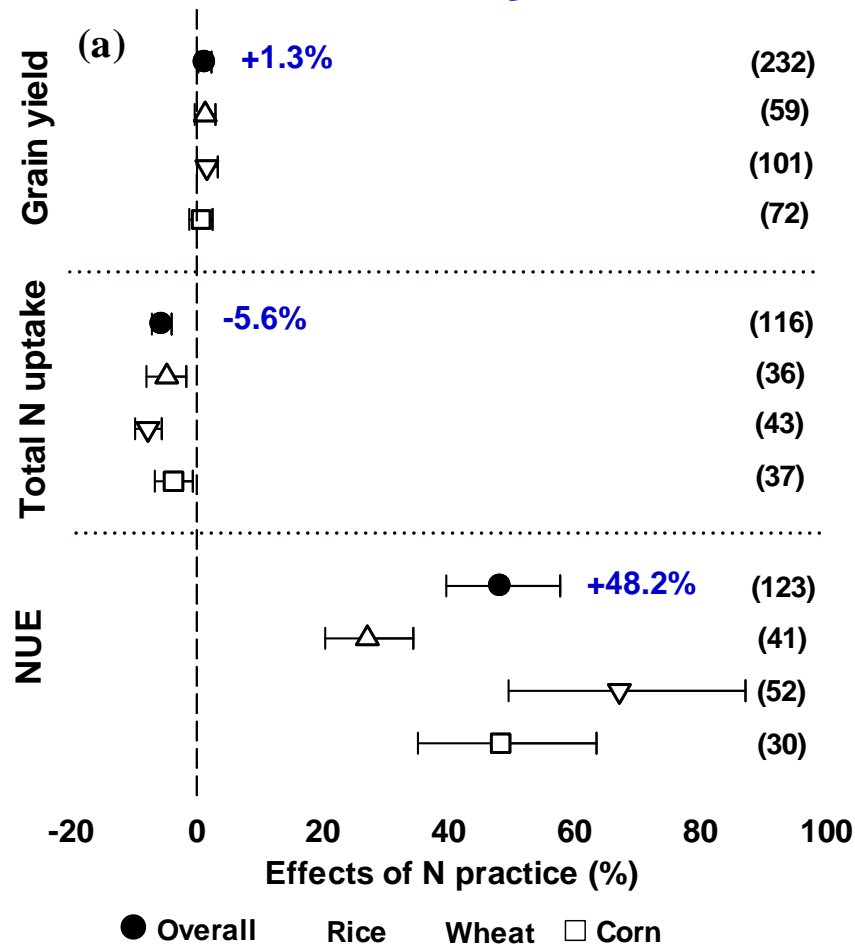 (a)
Grain yield
+1.3%
(232)
(59)
(101)
(72)
Total N uptake
-5.6%
(116)
(36)
(43)
(37)
NUE
+48.2%
(123)
(41)
(52)
(30)
-20 0 20 40 60 80 100
Effects of N practice (%)
Overall Rice Wheat Corn